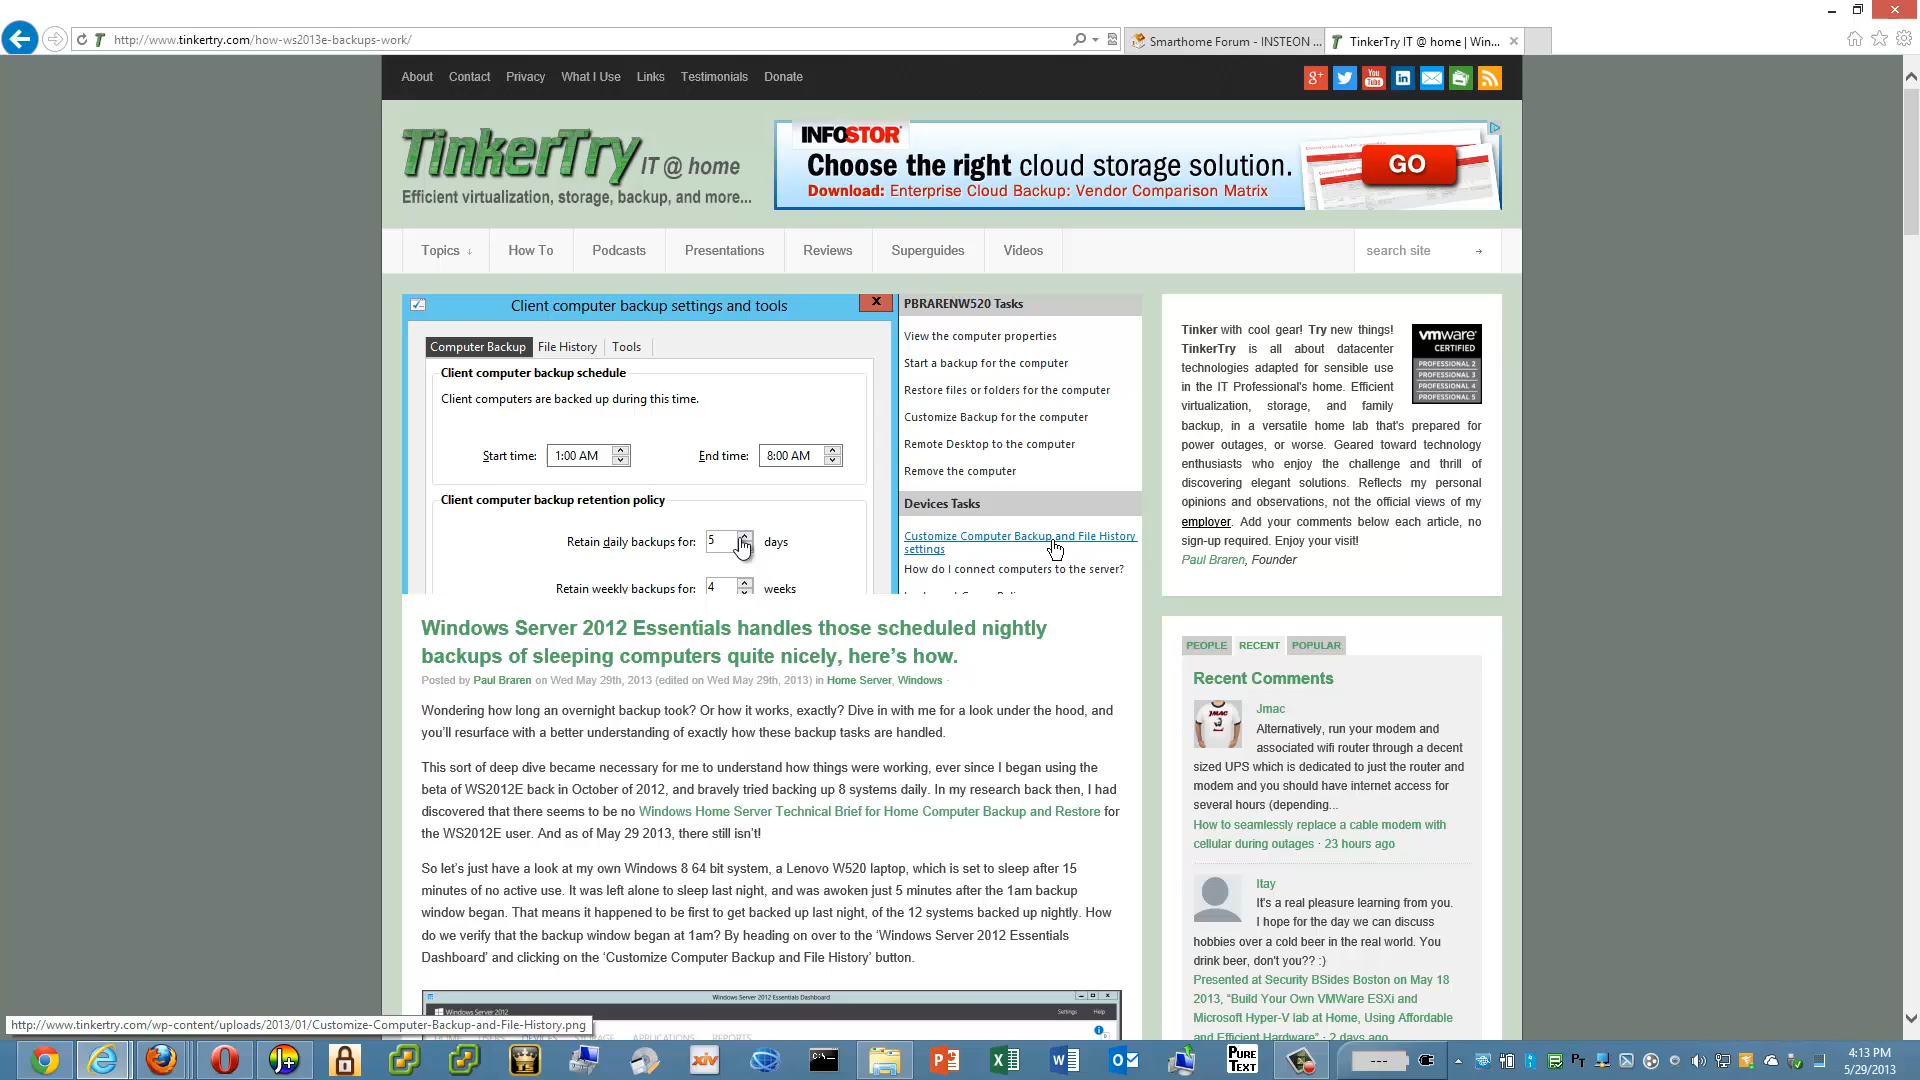 http://www.tinkertry.com/how-ws2013e-backups-work/
Smarthome Forum - INSTEON ...
TinkerTry IT @ home | Win...
About Contact Privacy What I Use Links Testimonials Donate
TinkerTry IT @ home
Efficient virtualization, storage, backup, and more...
INFOSTOR
Choose the right cloud storage solution.
Download: Enterprise Cloud Backup: Vendor Comparison Matrix
GO
Topics ↓ How To Podcasts Presentations Reviews Superguides Videos
search site →
Client computer backup settings and tools
x
Computer Backup File History Tools
Client computer backup schedule
Client computers are backed up during this time.
Start time: 1:00 AM End time: 8:00 AM
Client computer backup retention policy
Retain daily backups for: 5 days
Retain weekly backups for: 4 weeks
PBRARENW520 Tasks
View the computer properties
Start a backup for the computer
Restore files or folders for the computer
Customize Backup for the computer
Remote Desktop to the computer
Remove the computer
Devices Tasks
Customize Computer Backup and File History
settings
How do I connect computers to the server?
Windows Server 2012 Essentials handles those scheduled nightly
backups of sleeping computers quite nicely, here's how.
Posted by Paul Braren on Wed May 29th, 2013 (edited on Wed May 29th, 2013) in Home Server, Windows ·
Wondering how long an overnight backup took? Or how it works, exactly? Dive in with me for a look under the hood, and
you'll resurface with a better understanding of exactly how these backup tasks are handled.
This sort of deep dive became necessary for me to understand how things were working, ever since I began using the
beta of WS2012E back in October of 2012, and bravely tried backing up 8 systems daily. In my research back then, I had
discovered that there seems to be no Windows Home Server Technical Brief for Home Computer Backup and Restore for
the WS2012E user. And as of May 29 2013, there still isn't!
So let's just have a look at my own Windows 8 64 bit system, a Lenovo W520 laptop, which is set to sleep after 15
minutes of no active use. It was left alone to sleep last night, and was awoken just 5 minutes after the 1am backup
window began. That means it happened to be first to get backed up last night, of the 12 systems backed up nightly. How
do we verify that the backup window began at 1am? By heading on over to the 'Windows Server 2012 Essentials
Dashboard' and clicking on the 'Customize Computer Backup and File History' button.
Windows Server 2012 Essentials Dashboard
Windows Server 2012
Settings Help
Tinker with cool gear! Try new things!
TinkerTry is all about datacenter
technologies adapted for sensible use
in the IT Professional's home. Efficient
virtualization, storage, and family
backup, in a versatile home lab that's prepared for
power outages, or worse. Geared toward technology
enthusiasts who enjoy the challenge and thrill of
discovering elegant solutions. Reflects my personal
opinions and observations, not the official views of my
employer. Add your comments below each article, no
sign-up required. Enjoy your visit!
Paul Braren, Founder
vmware
CERTIFIED
PROFESSIONAL 2
PROFESSIONAL 3
PROFESSIONAL 4
PROFESSIONAL 5
PEOPLE RECENT POPULAR
Recent Comments
JMAC
Jmac
Alternatively, run your modem and
associated wifi router through a decent
sized UPS which is dedicated to just the router and
modem and you should have internet access for
several hours (depending...
How to seamlessly replace a cable modem with
cellular during outages · 23 hours ago
Itay
It's a real pleasure learning from you.
I hope for the day we can discuss
hobbies over a cold beer in the real world. You
drink beer, don't you?? :)
Presented at Security BSides Boston on May 18
2013, "Build Your Own VMWare ESXi and
Microsoft Hyper-V lab at Home, Using Affordable
and Efficient Hardware" · 2 days ago
http://www.tinkertry.com/wp-content/uploads/2013/01/Customize-Computer-Backup-and-File-History.png
xiv
PURE
TEXT
---
4:13 PM
5/29/2013